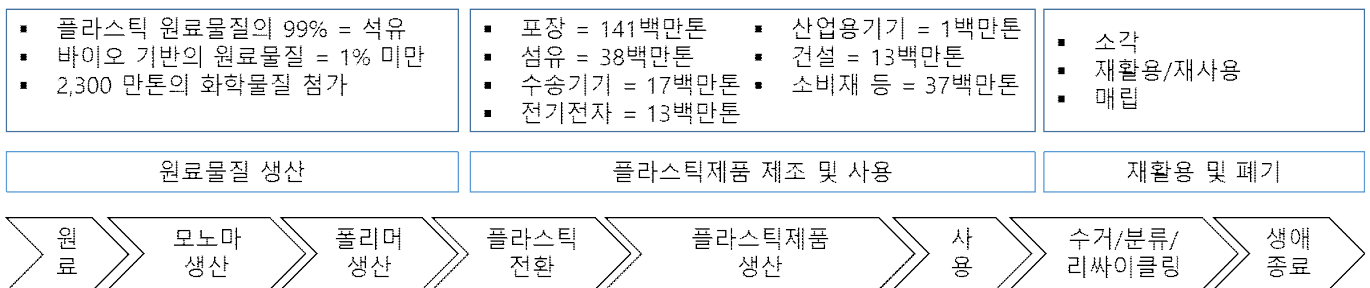 ▪ 플라스틱 원료물질의 99% = 석유
▪ 바이오 기반의 원료물질 = 1% 미만
▪ 2,300 만톤의 화학물질 첨가
▪ 포장 = 141백만톤
▪ 섬유 = 38백만톤
▪ 수송기기 = 17백만톤
▪ 전기전자 = 13백만톤
▪ 산업용기기 = 1백만톤
▪ 건설 = 13백만톤
▪ 소비재 등 = 37백만톤
▪ 소각
▪ 재활용/재사용
▪ 매립
원료물질 생산
플라스틱제품 제조 및 사용
재활용 및 폐기
원
료
모노마
생산
폴리머
생산
플라스틱
전환
플라스틱제품
생산
사
용
수거/분류/
리싸이클링
생애
종료